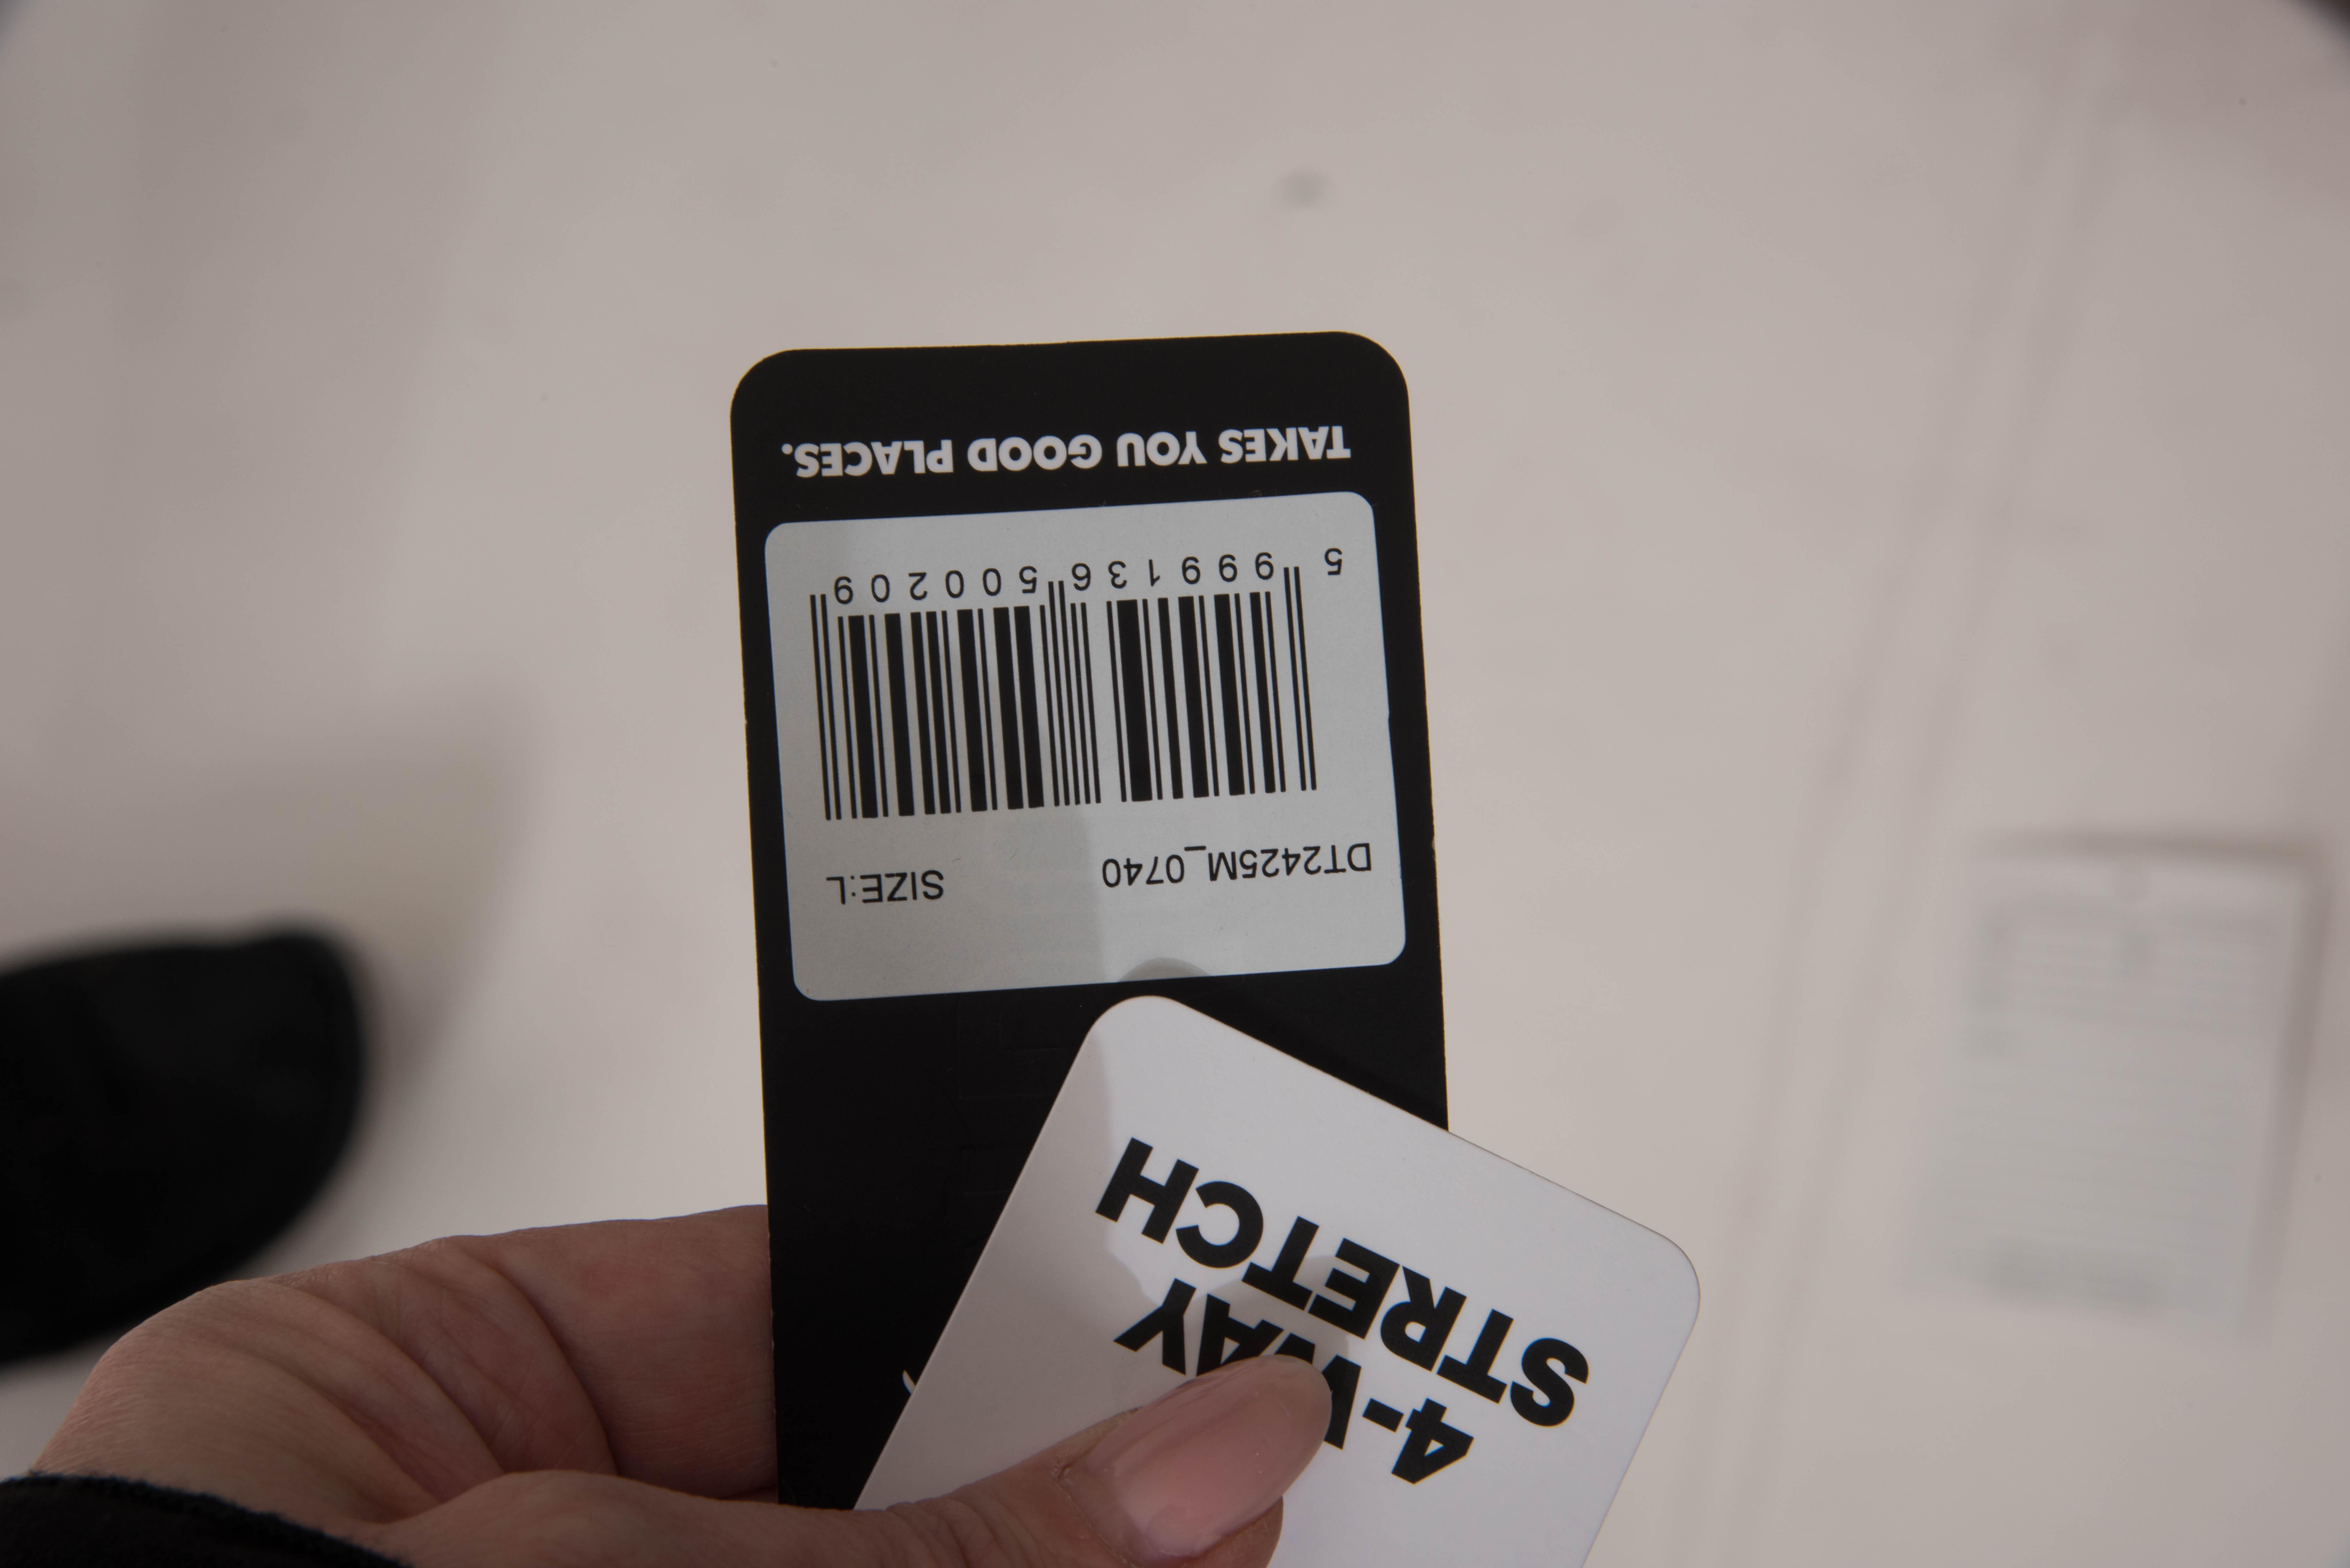 4-WAY
STRETCH
DT2425M_0740 SIZE:L
5 999136 500209
TAKES YOU GOOD PLACES.